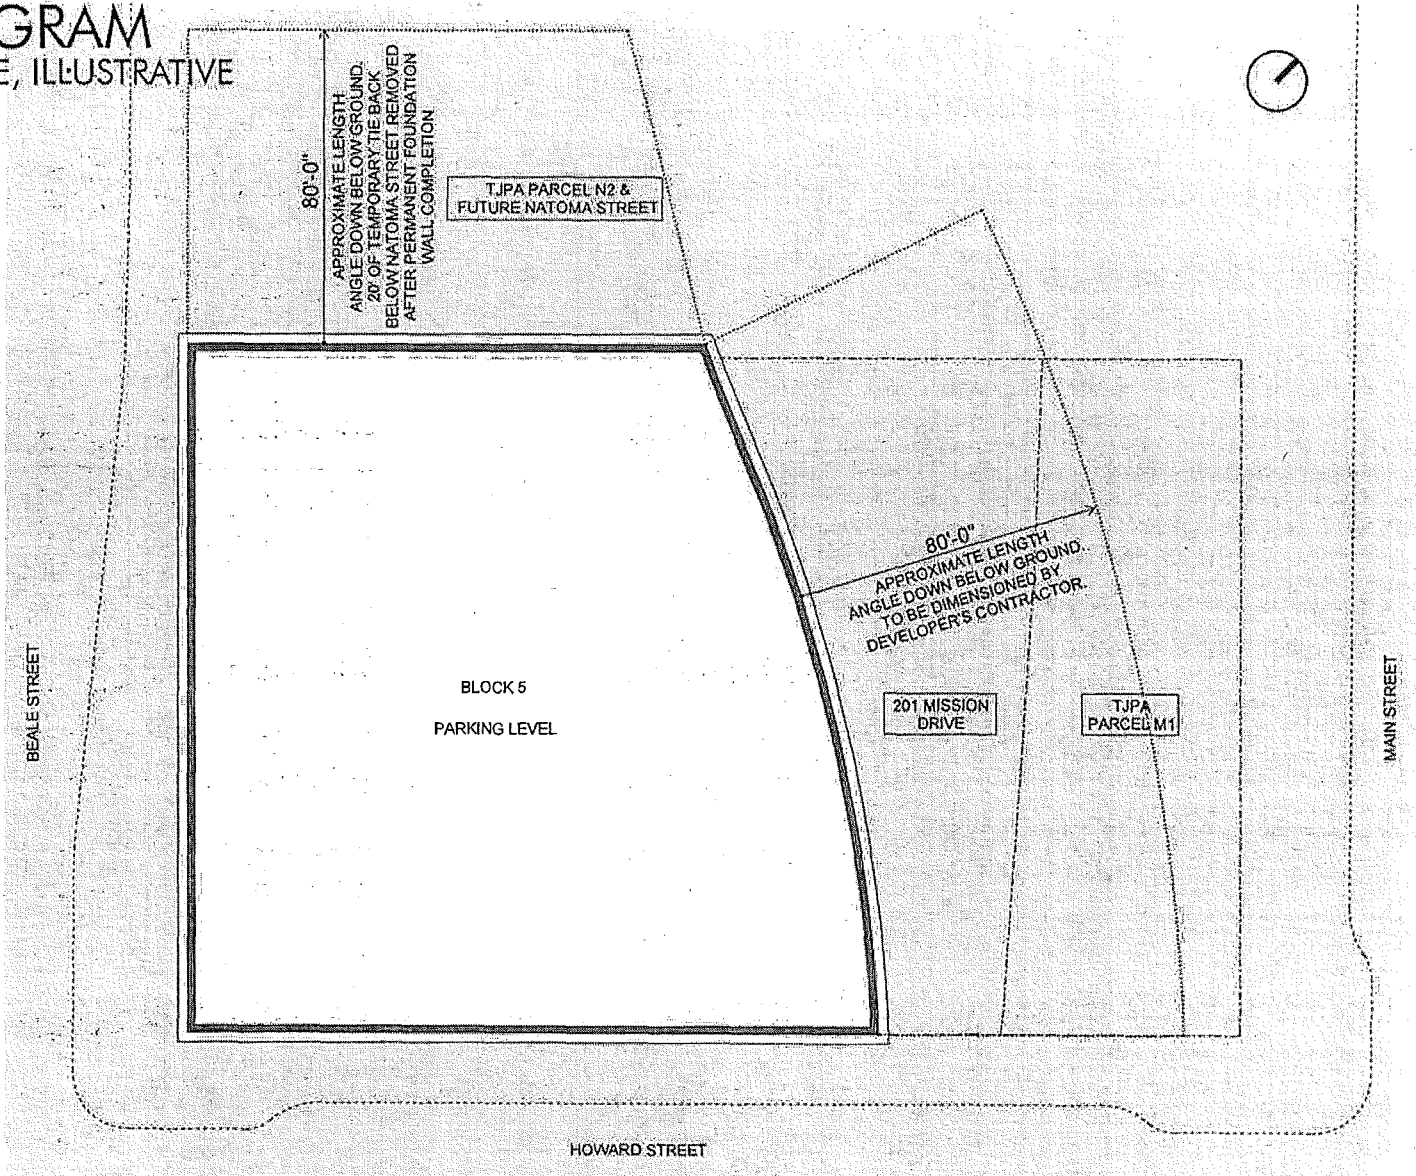 GRAM
E, ILLUSTRATIVE
80'-0"
APPROXIMATE LENGTH
ANGLE DOWN BELOW GROUND.
20' OF TEMPORARY TIE BACK
BELOW NATOMA STREET REMOVED
AFTER PERMANENT FOUNDATION
WALL COMPLETION
TJPA PARCEL N2 &
FUTURE NATOMA STREET
80'-0"
APPROXIMATE LENGTH
ANGLE DOWN BELOW GROUND.
TO BE DIMENSIONED BY
DEVELOPER'S CONTRACTOR.
BEALE STREET
BLOCK 5
PARKING LEVEL
201 MISSION
DRIVE
TJPA
PARCEL M1
MAIN STREET
HOWARD STREET